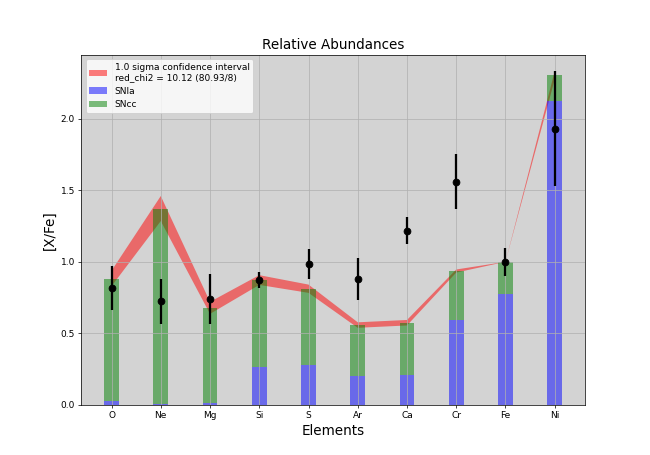 Relative Abundances
1.0 sigma confidence interval
red_chi2 = 10.12 (80.93/8)
SNIa
SNcc
[X/Fe]
2.0
1.5
1.0
0.5
0.0
O Ne Mg Si S Ar Ca Cr Fe Ni
Elements